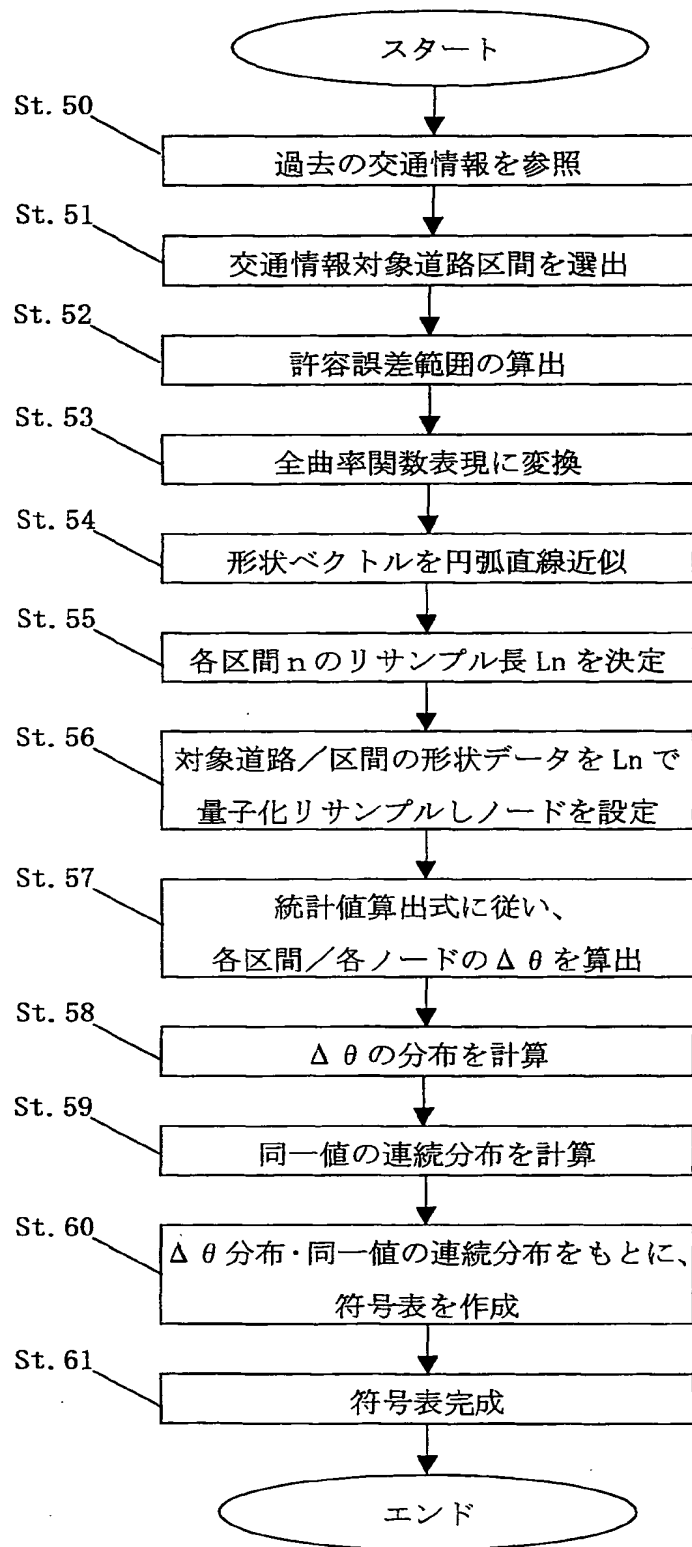 スタート
St. 50
過去の交通情報を参照
St. 51
交通情報対象道路区間を選出
St. 52
許容誤差範囲の算出
St. 53
全曲率関数表現に変換
St. 54
形状ベクトルを円弧直線近似
St. 55
各区間nのリサンプル長Lnを決定
St. 56
対象道路／区間の形状データをLnで
量子化リサンプルしノードを設定
St. 57
統計値算出式に従い、
各区間／各ノードのΔθを算出
St. 58
Δθの分布を計算
St. 59
同一値の連続分布を計算
St. 60
Δθ分布・同一値の連続分布をもとに、
符号表を作成
St. 61
符号表完成
エンド